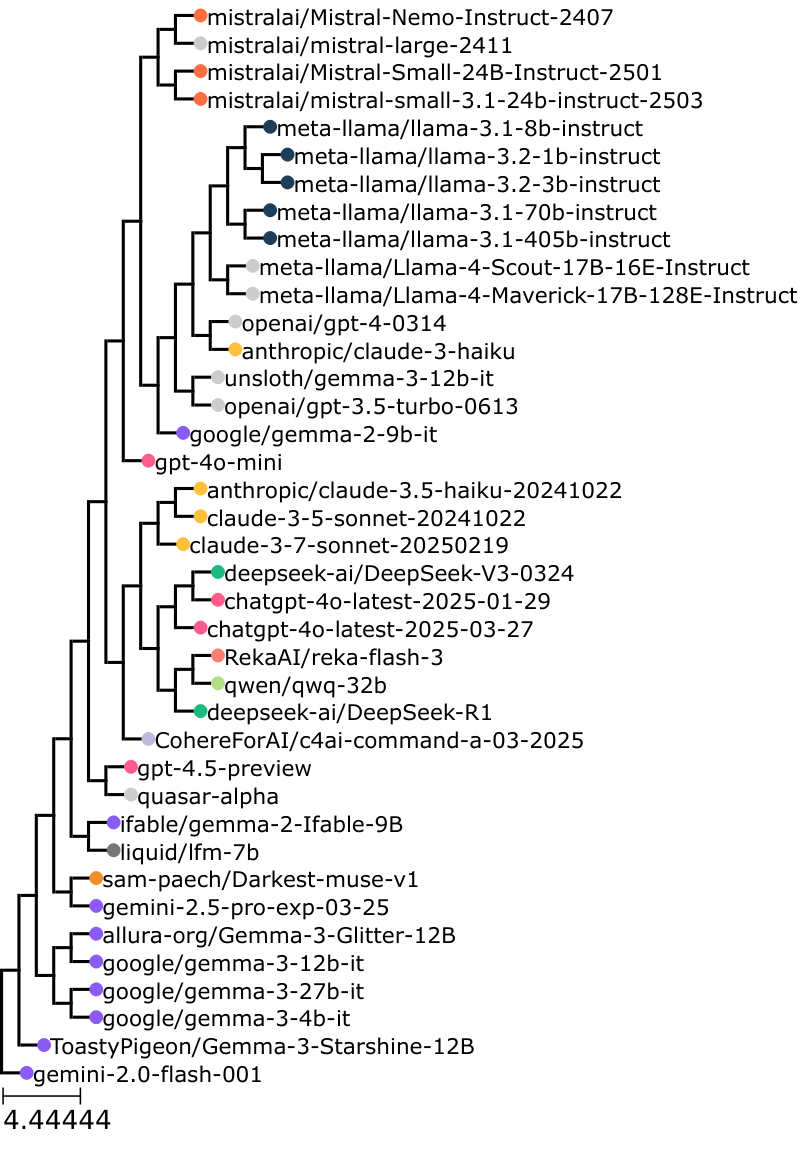 mistralai/Mistral-Nemo-Instruct-2407
mistralai/mistral-large-2411
mistralai/Mistral-Small-24B-Instruct-2501
mistralai/mistral-small-3.1-24b-instruct-2503
meta-llama/llama-3.1-8b-instruct
meta-llama/llama-3.2-1b-instruct
meta-llama/llama-3.2-3b-instruct
meta-llama/llama-3.1-70b-instruct
meta-llama/llama-3.1-405b-instruct
meta-llama/Llama-4-Scout-17B-16E-Instruct
meta-llama/Llama-4-Maverick-17B-128E-Instruct
openai/gpt-4-0314
anthropic/claude-3-haiku
unsloth/gemma-3-12b-it
openai/gpt-3.5-turbo-0613
google/gemma-2-9b-it
gpt-4o-mini
anthropic/claude-3.5-haiku-20241022
claude-3-5-sonnet-20241022
claude-3-7-sonnet-20250219
deepseek-ai/DeepSeek-V3-0324
chatgpt-4o-latest-2025-01-29
chatgpt-4o-latest-2025-03-27
RekaAI/reka-flash-3
qwen/qwq-32b
deepseek-ai/DeepSeek-R1
CohereForAI/c4ai-command-a-03-2025
gpt-4.5-preview
quasar-alpha
ifable/gemma-2-Ifable-9B
liquid/lfm-7b
sam-paech/Darkest-muse-v1
gemini-2.5-pro-exp-03-25
allura-org/Gemma-3-Glitter-12B
google/gemma-3-12b-it
google/gemma-3-27b-it
google/gemma-3-4b-it
ToastyPigeon/Gemma-3-Starshine-12B
gemini-2.0-flash-001
4.44444